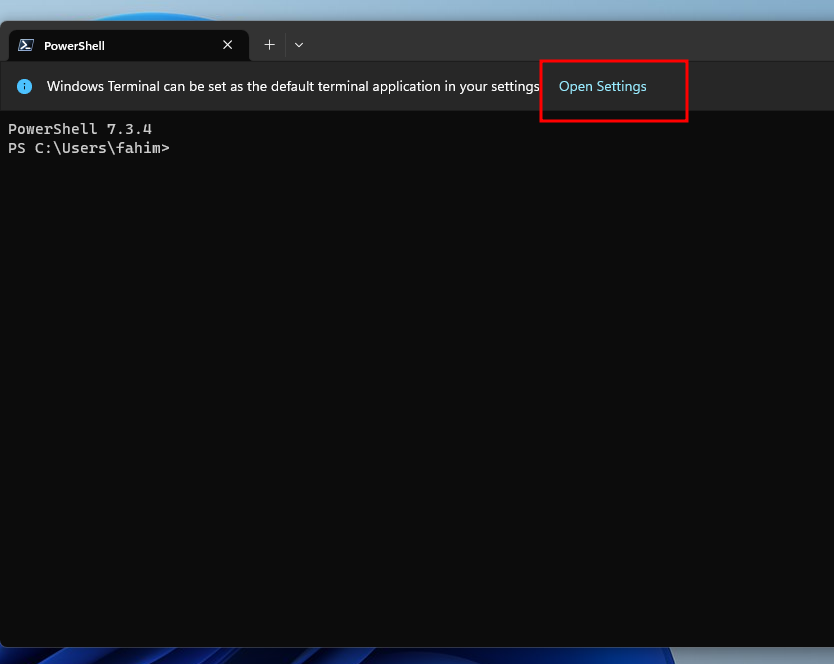 PowerShell
Windows Terminal can be set as the default terminal application in your settings Open Settings
PowerShell 7.3.4
PS C:\Users\fahim>